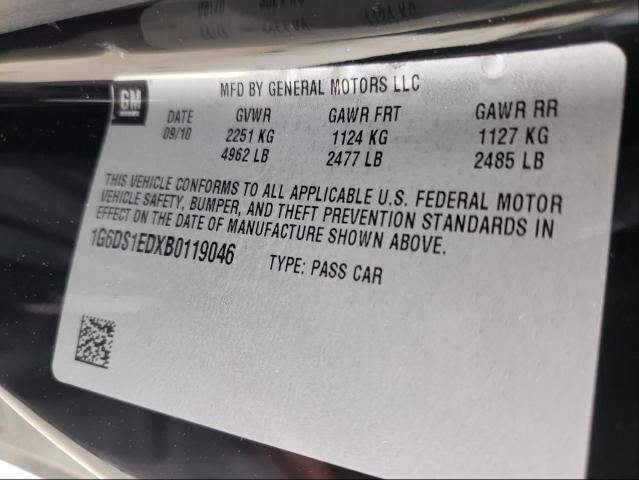 MFD BY GENERAL MOTORS LLC
GM
DATE GVWR GAWR FRT GAWR RR
09/10 2251 KG 1124 KG 1127 KG
4962 LB 2477 LB 2485 LB
THIS VEHICLE CONFORMS TO ALL APPLICABLE U.S. FEDERAL MOTOR
VEHICLE SAFETY, BUMPER, AND THEFT PREVENTION STANDARDS IN
EFFECT ON THE DATE OF MANUFACTURE SHOWN ABOVE.
1G6DS1EDXB0119046 TYPE: PASS CAR